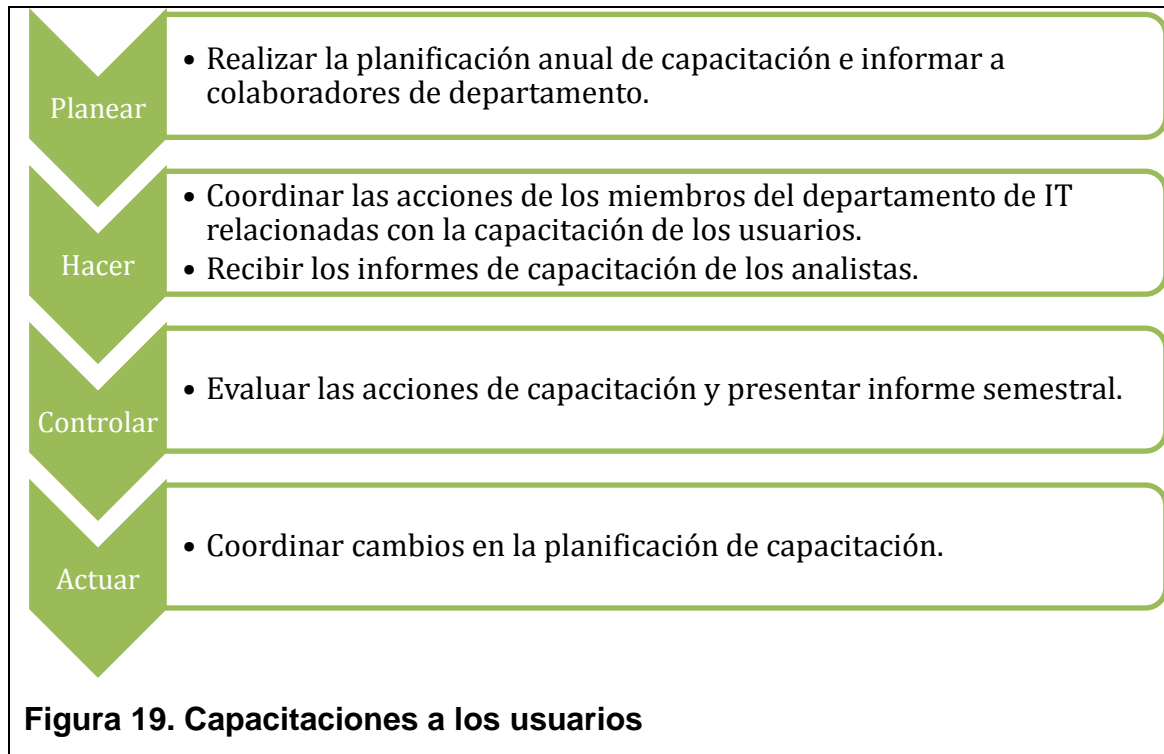 Planear
• Realizar la planificación anual de capacitación e informar a
colaboradores de departamento.
Hacer
• Coordinar las acciones de los miembros del departamento de IT
relacionadas con la capacitación de los usuarios.
• Recibir los informes de capacitación de los analistas.
Controlar
• Evaluar las acciones de capacitación y presentar informe semestral.
Actuar
• Coordinar cambios en la planificación de capacitación.
Figura 19. Capacitaciones a los usuarios